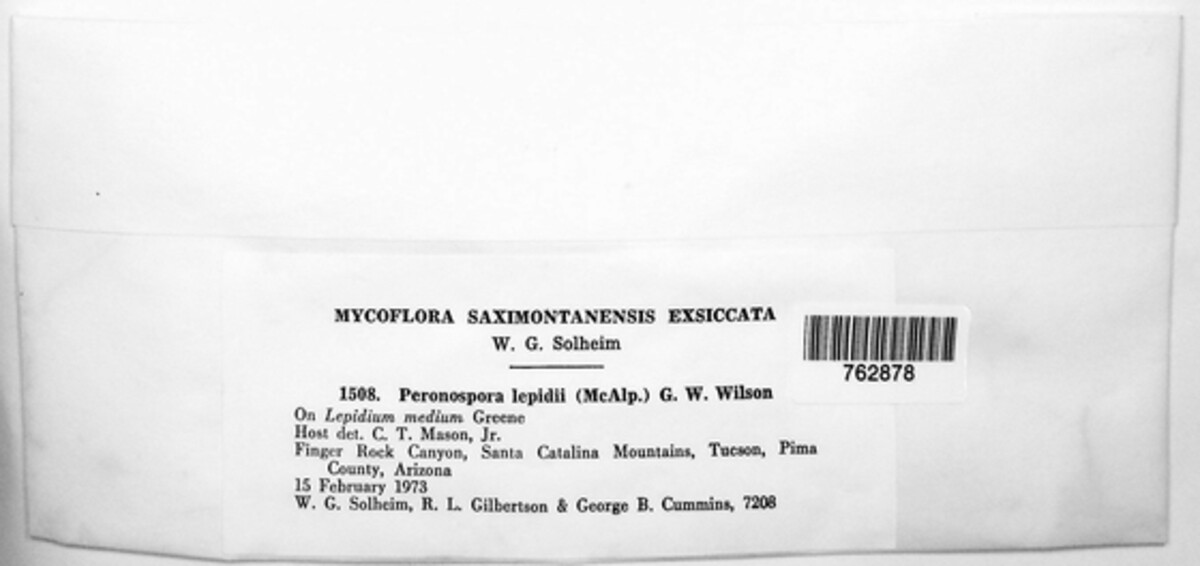 MYCOFLORA SAXIMONTANENSIS EXSICCATA
W. G. Solheim
1508. Peronospora lepidii (McAlp.) G. W. Wilson
On Lepidium medium Greene
Host det. C. T. Mason, Jr.
Finger Rock Canyon, Santa Catalina Mountains, Tucson, Pima
County, Arizona
15 February 1973
W. G. Solheim, R. L. Gilbertson & George B. Cummins, 7208
762878